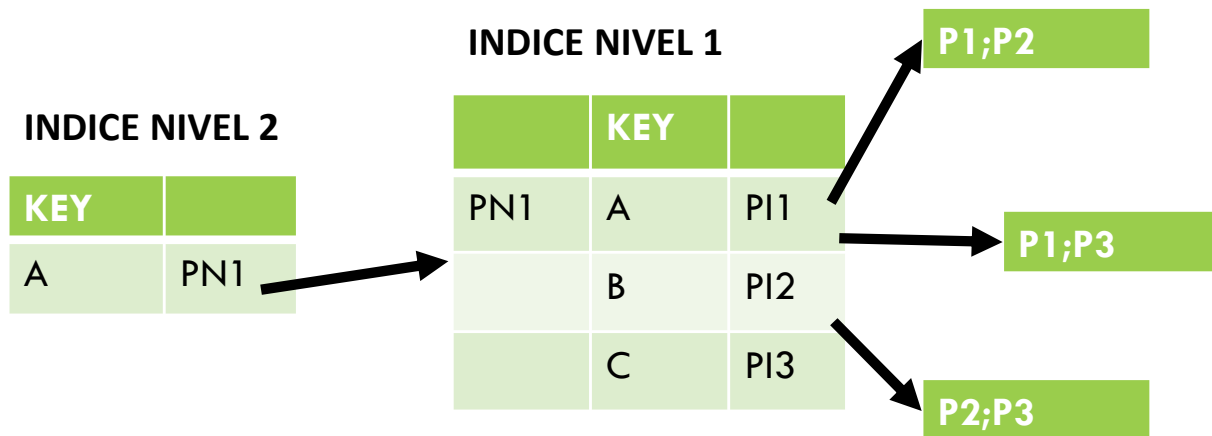 INDICE NIVEL 2
KEY
A PN1
INDICE NIVEL 1
KEY
PN1 A PI1
B PI2
C PI3
P1;P2
P1;P3
P2;P3